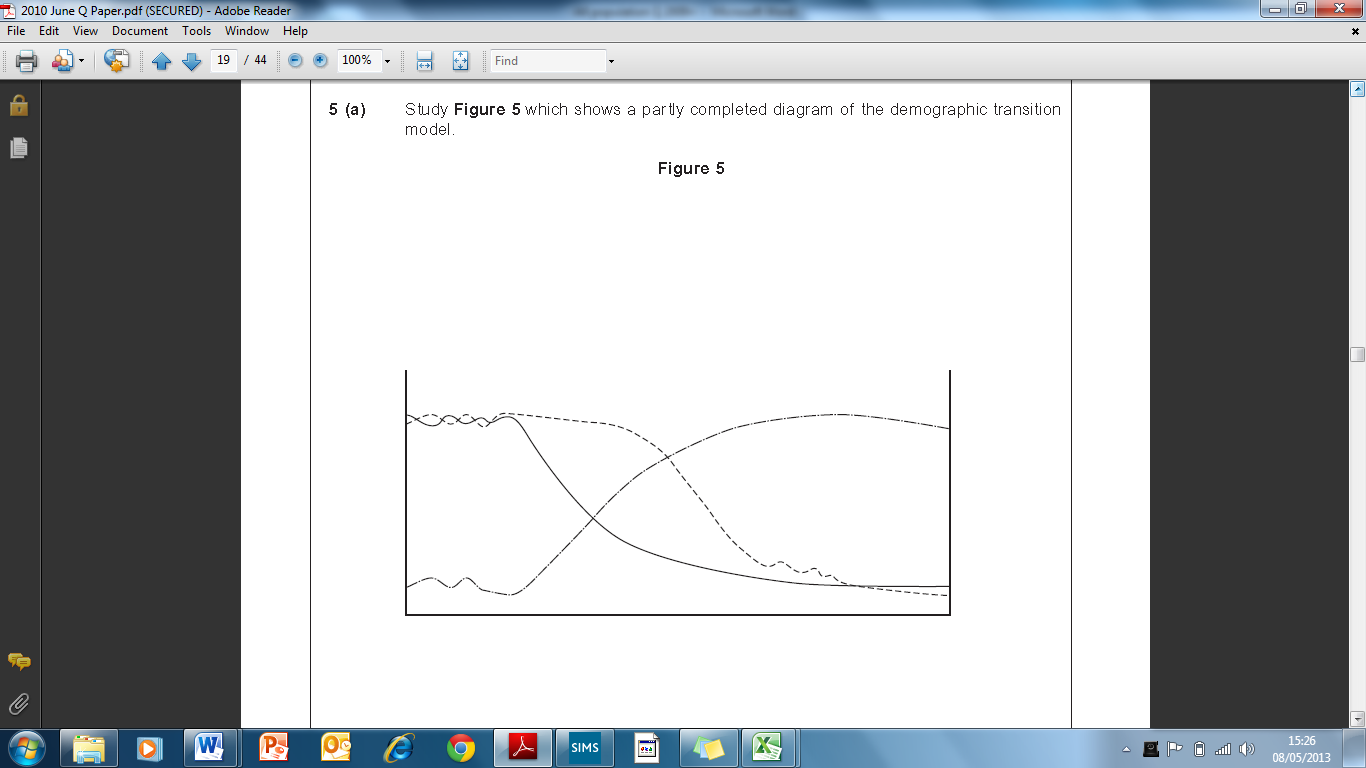 2010 June Q Paper.pdf (SECURED) - Adobe Reader
File Edit View Document Tools Window Help
19 / 44 100% Find
5 (a) Study Figure 5 which shows a partly completed diagram of the demographic transition
model.
Figure 5
SIMS
15:26
08/05/2013